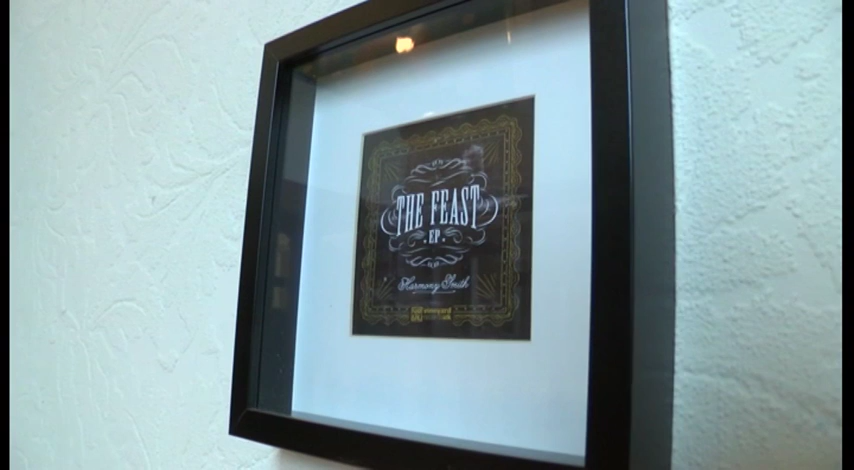 THE FEAST
. EP .
Harmony Smith